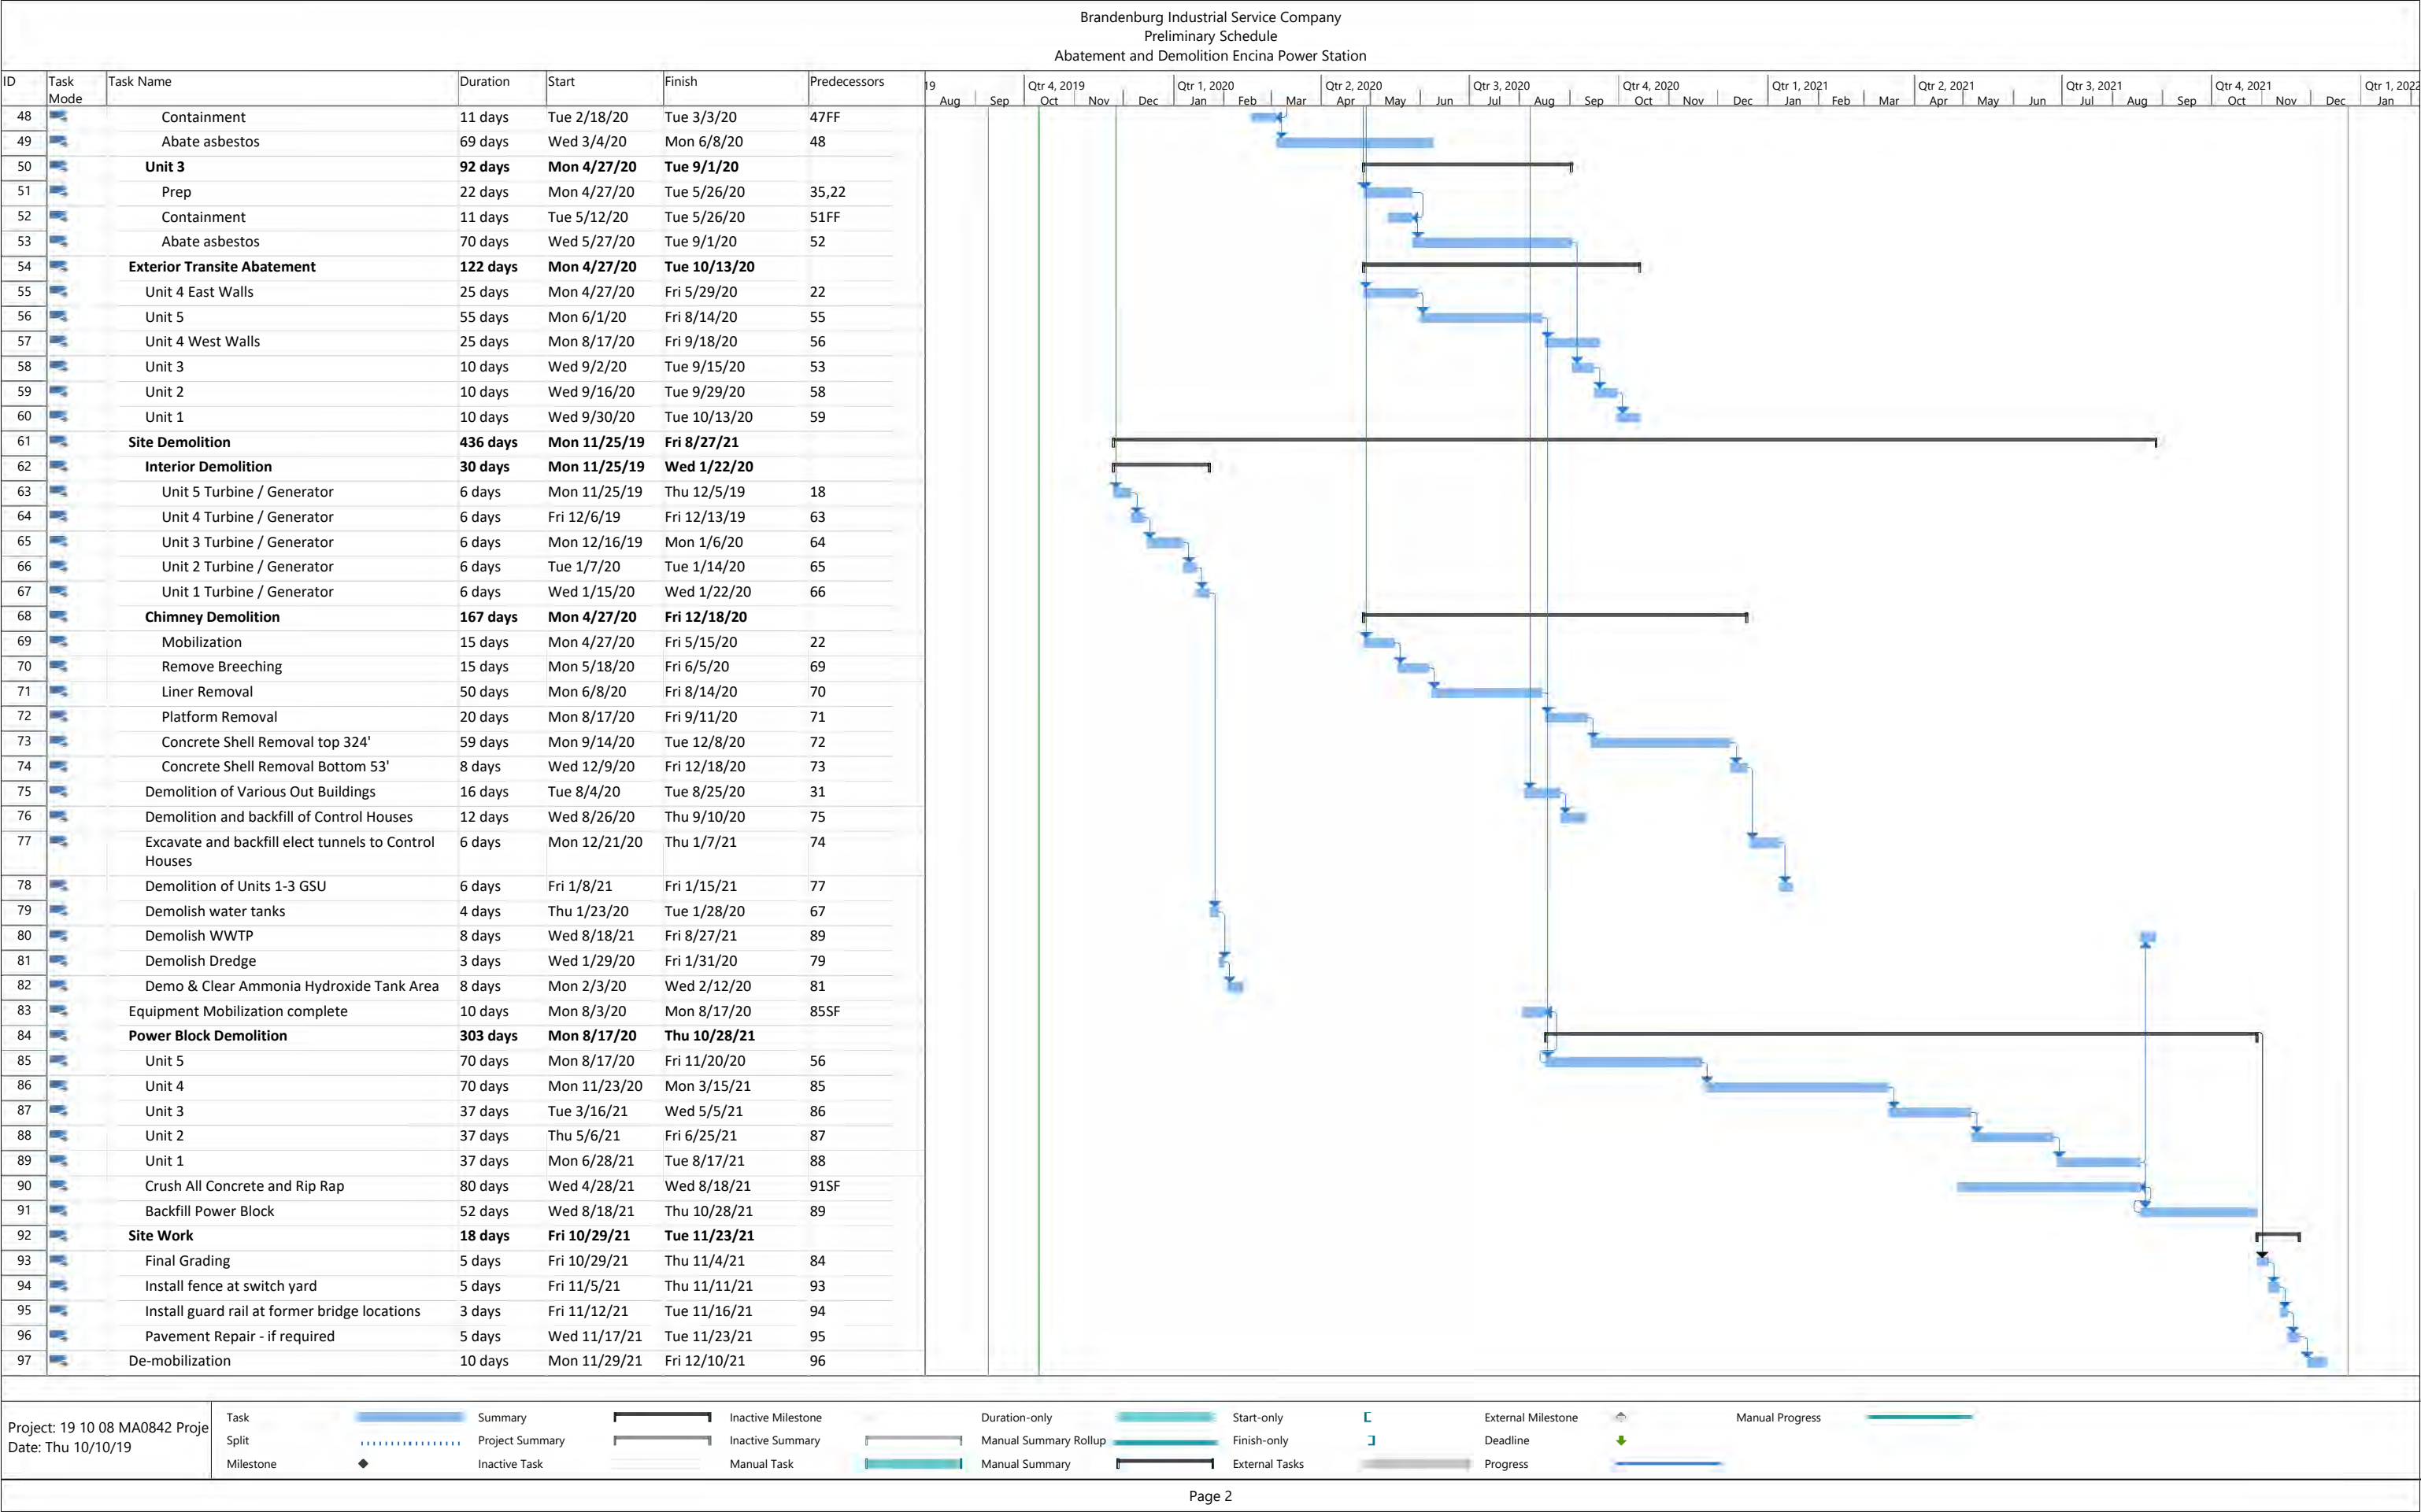 Brandenburg Industrial Service Company
Preliminary Schedule
Abatement and Demolition Encina Power Station
ID Task Mode Task Name Duration Start Finish Predecessors
19 Qtr 4, 2019 Qtr 1, 2020 Qtr 2, 2020 Qtr 3, 2020 Qtr 4, 2020 Qtr 1, 2021 Qtr 2, 2021 Qtr 3, 2021 Qtr 4, 2021 Qtr 1, 2022
Aug Sep Oct Nov Dec Jan Feb Mar Apr May Jun Jul Aug Sep Oct Nov Dec Jan Feb Mar Apr May Jun Jul Aug Sep Oct Nov Dec Jan
48 Containment 11 days Tue 2/18/20 Tue 3/3/20 47FF
49 Abate asbestos 69 days Wed 3/4/20 Mon 6/8/20 48
50 Unit 3 92 days Mon 4/27/20 Tue 9/1/20
51 Prep 22 days Mon 4/27/20 Tue 5/26/20 35,22
52 Containment 11 days Tue 5/12/20 Tue 5/26/20 51FF
53 Abate asbestos 70 days Wed 5/27/20 Tue 9/1/20 52
54 Exterior Transite Abatement 122 days Mon 4/27/20 Tue 10/13/20
55 Unit 4 East Walls 25 days Mon 4/27/20 Fri 5/29/20 22
56 Unit 5 55 days Mon 6/1/20 Fri 8/14/20 55
57 Unit 4 West Walls 25 days Mon 8/17/20 Fri 9/18/20 56
58 Unit 3 10 days Wed 9/2/20 Tue 9/15/20 53
59 Unit 2 10 days Wed 9/16/20 Tue 9/29/20 58
60 Unit 1 10 days Wed 9/30/20 Tue 10/13/20 59
61 Site Demolition 436 days Mon 11/25/19 Fri 8/27/21
62 Interior Demolition 30 days Mon 11/25/19 Wed 1/22/20
63 Unit 5 Turbine / Generator 6 days Mon 11/25/19 Thu 12/5/19 18
64 Unit 4 Turbine / Generator 6 days Fri 12/6/19 Fri 12/13/19 63
65 Unit 3 Turbine / Generator 6 days Mon 12/16/19 Mon 1/6/20 64
66 Unit 2 Turbine / Generator 6 days Tue 1/7/20 Tue 1/14/20 65
67 Unit 1 Turbine / Generator 6 days Wed 1/15/20 Wed 1/22/20 66
68 Chimney Demolition 167 days Mon 4/27/20 Fri 12/18/20
69 Mobilization 15 days Mon 4/27/20 Fri 5/15/20 22
70 Remove Breeching 15 days Mon 5/18/20 Fri 6/5/20 69
71 Liner Removal 50 days Mon 6/8/20 Fri 8/14/20 70
72 Platform Removal 20 days Mon 8/17/20 Fri 9/11/20 71
73 Concrete Shell Removal top 324' 59 days Mon 9/14/20 Tue 12/8/20 72
74 Concrete Shell Removal Bottom 53' 8 days Wed 12/9/20 Fri 12/18/20 73
75 Demolition of Various Out Buildings 16 days Tue 8/4/20 Tue 8/25/20 31
76 Demolition and backfill of Control Houses 12 days Wed 8/26/20 Thu 9/10/20 75
77 Excavate and backfill elect tunnels to Control 6 days Mon 12/21/20 Thu 1/7/21 74
Houses
78 Demolition of Units 1-3 GSU 6 days Fri 1/8/21 Fri 1/15/21 77
79 Demolish water tanks 4 days Thu 1/23/20 Tue 1/28/20 67
80 Demolish WWTP 8 days Wed 8/18/21 Fri 8/27/21 89
81 Demolish Dredge 3 days Wed 1/29/20 Fri 1/31/20 79
82 Demo & Clear Ammonia Hydroxide Tank Area 8 days Mon 2/3/20 Wed 2/12/20 81
83 Equipment Mobilization complete 10 days Mon 8/3/20 Mon 8/17/20 85SF
84 Power Block Demolition 303 days Mon 8/17/20 Thu 10/28/21
85 Unit 5 70 days Mon 8/17/20 Fri 11/20/20 56
86 Unit 4 70 days Mon 11/23/20 Mon 3/15/21 85
87 Unit 3 37 days Tue 3/16/21 Wed 5/5/21 86
88 Unit 2 37 days Thu 5/6/21 Fri 6/25/21 87
89 Unit 1 37 days Mon 6/28/21 Tue 8/17/21 88
90 Crush All Concrete and Rip Rap 80 days Wed 4/28/21 Wed 8/18/21 91SF
91 Backfill Power Block 52 days Wed 8/18/21 Thu 10/28/21 89
92 Site Work 18 days Fri 10/29/21 Tue 11/23/21
93 Final Grading 5 days Fri 10/29/21 Thu 11/4/21 84
94 Install fence at switch yard 5 days Fri 11/5/21 Thu 11/11/21 93
95 Install guard rail at former bridge locations 3 days Fri 11/12/21 Tue 11/16/21 94
96 Pavement Repair - if required 5 days Wed 11/17/21 Tue 11/23/21 95
97 De-mobilization 10 days Mon 11/29/21 Fri 12/10/21 96
Project: 19 10 08 MA0842 Proje
Date: Thu 10/10/19
Task Summary Inactive Milestone Duration-only Start-only External Milestone Manual Progress
Split Project Summary Inactive Summary Manual Summary Rollup Finish-only Deadline
Milestone Inactive Task Manual Task Manual Summary External Tasks Progress
Page 2